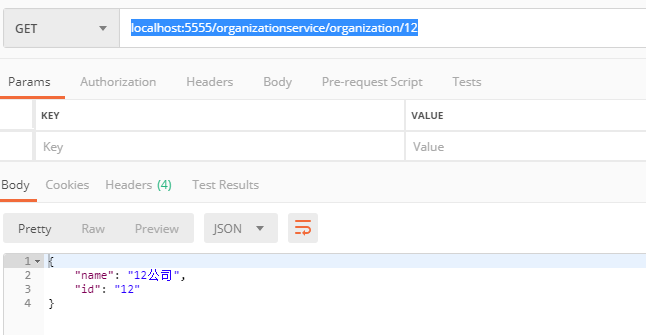 GET localhost:5555/organizationservice/organization/12
Params Authorization Headers Body Pre-request Script Tests
KEY VALUE
Key Value
Body Cookies Headers (4) Test Results
Pretty Raw Preview JSON
1 {
2 "name": "12公司",
3 "id": "12"
4 }